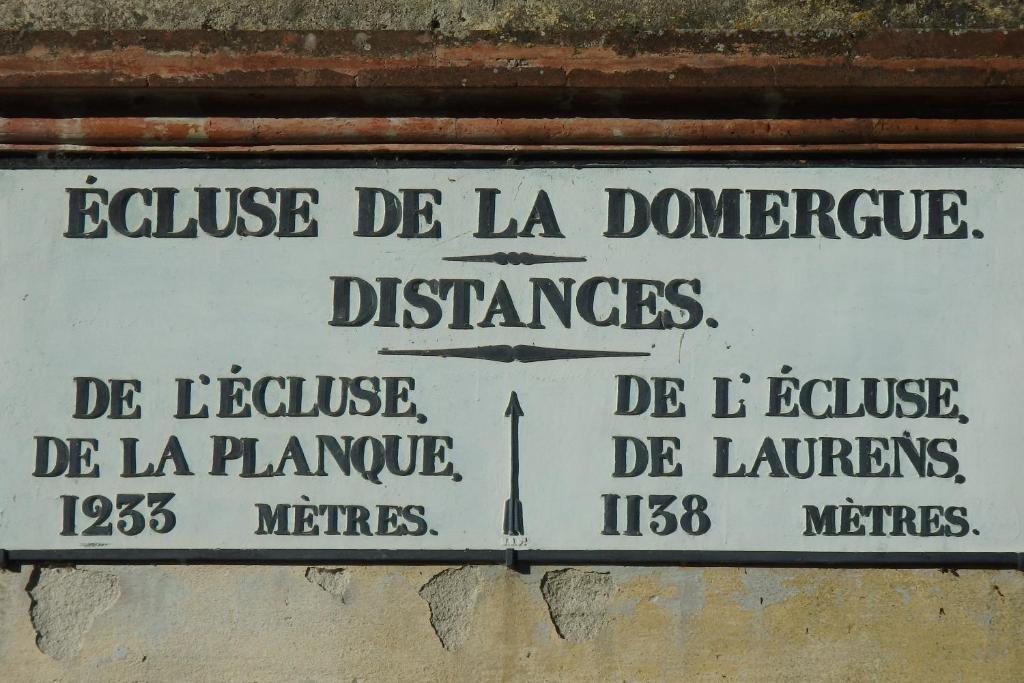 ÉCLUSE DE LA DOMERGUE.
DISTANCES.
DE L'ÉCLUSE,
DE LA PLANQUE,
1233 MÈTRES.
DE L'ÉCLUSE,
DE LAURENS,
1138 MÈTRES.